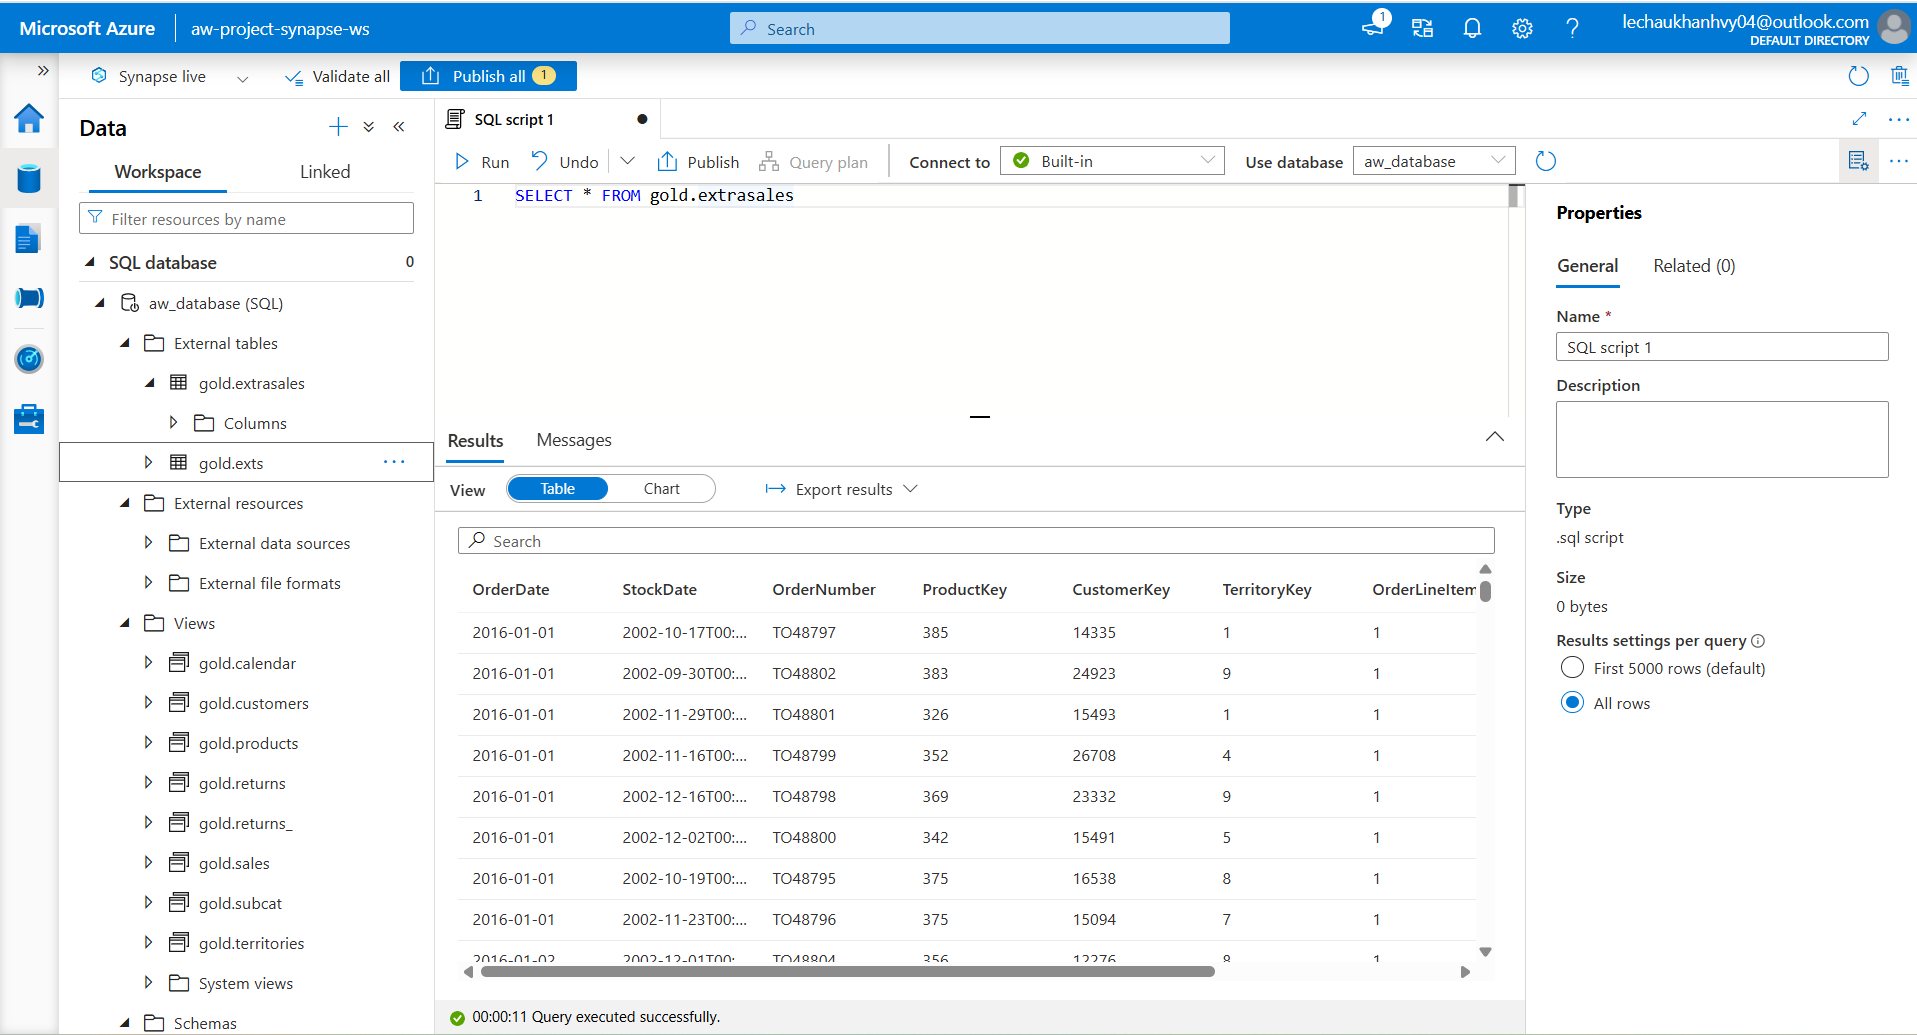 Microsoft Azure
aw-project-synapse-ws
Search
1
lechaukhanhvy04@outlook.com
DEFAULT DIRECTORY
Synapse live
Validate all
Publish all 1
Data
Workspace
Linked
Filter resources by name
SQL database 0
aw_database (SQL)
External tables
gold.extrasales
Columns
gold.exts
External resources
External data sources
External file formats
Views
gold.calendar
gold.customers
gold.products
gold.returns
gold.returns_
gold.sales
gold.subcat
gold.territories
System views
Schemas
SQL script 1
Run
Undo
Publish
Query plan
Connect to
Built-in
Use database
aw_database
1 SELECT * FROM gold.extrasales
Results
Messages
View
Table
Chart
Export results
Search
OrderDate StockDate OrderNumber ProductKey CustomerKey TerritoryKey OrderLineItem
2016-01-01 2002-10-17T00:... TO48797 385 14335 1 1
2016-01-01 2002-09-30T00:... TO48802 383 24923 9 1
2016-01-01 2002-11-29T00:... TO48801 326 15493 1 1
2016-01-01 2002-11-16T00:... TO48799 352 26708 4 1
2016-01-01 2002-12-16T00:... TO48798 369 23332 9 1
2016-01-01 2002-12-02T00:... TO48800 342 15491 5 1
2016-01-01 2002-10-19T00:... TO48795 375 16538 8 1
2016-01-01 2002-11-23T00:... TO48796 375 15094 7 1
2016-01-02 2002-12-01T00:... TO48804 356 12276 8 1
00:00:11 Query executed successfully.
Properties
General
Related (0)
Name *
SQL script 1
Description
Type
.sql script
Size
0 bytes
Results settings per query
First 5000 rows (default)
All rows